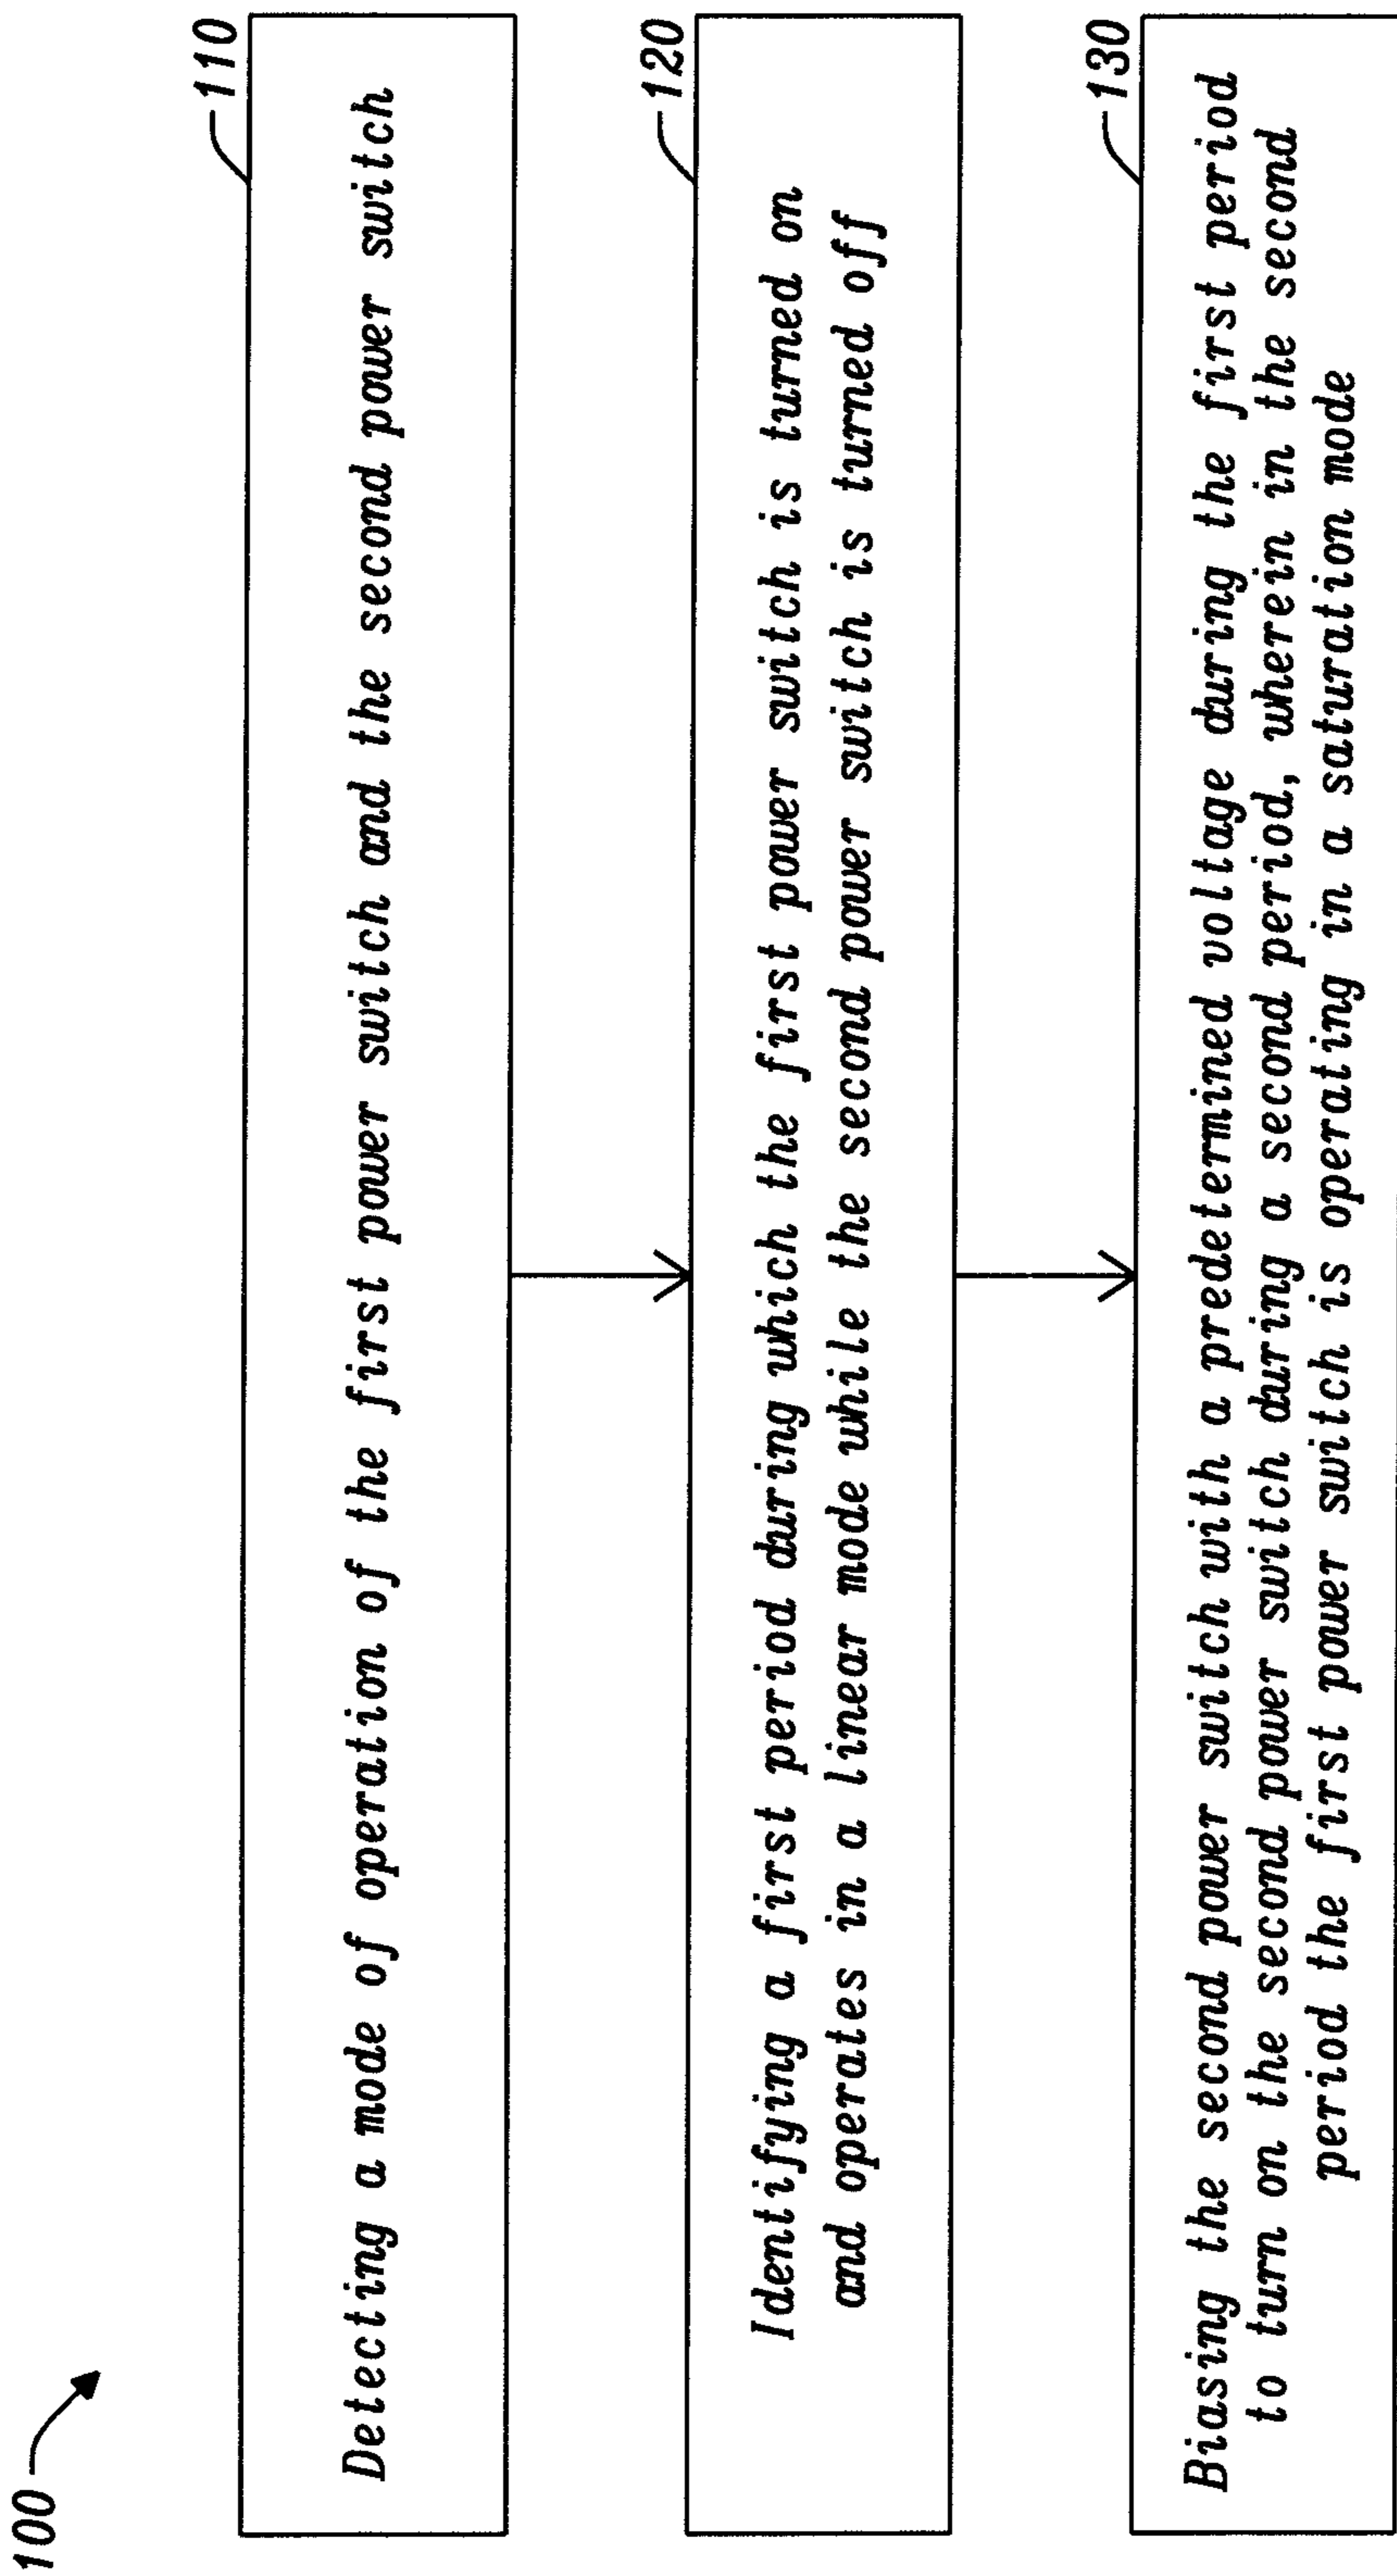 100
110
Detecting a mode of operation of the first power switch and the second power switch
120
Identifying a first period during which the first power switch is turned on
and operates in a linear mode while the second power switch is turned off
130
Biasing the second power switch with a predetermined voltage during the first period
to turn on the second power switch during a second period, wherein in the second
period the first power switch is operating in a saturation mode